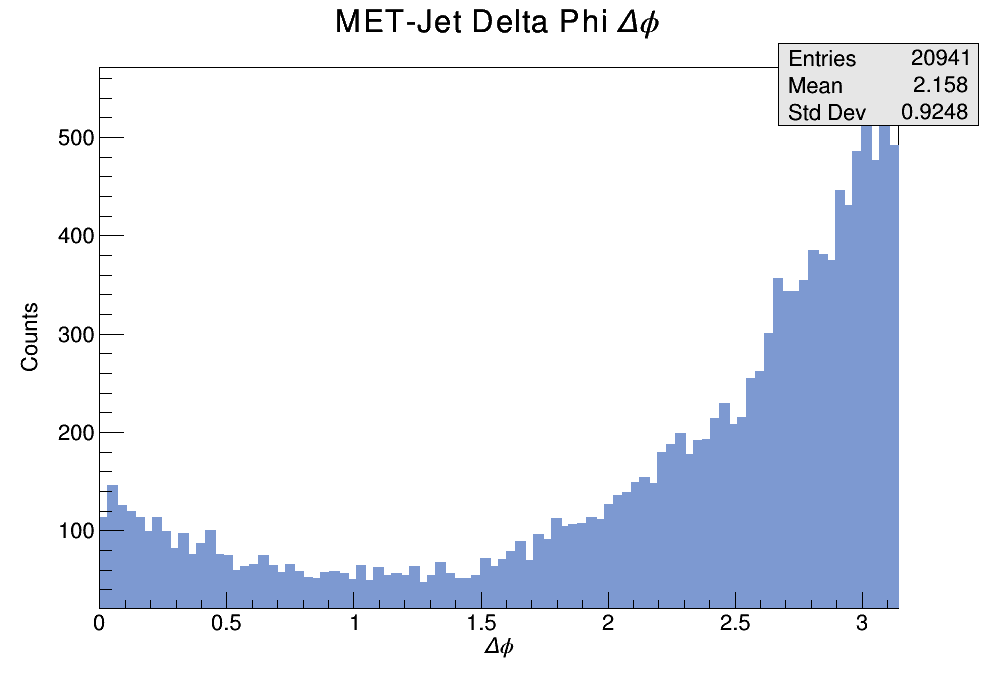 MET-Jet Delta Phi Δϕ
Entries 20941
Mean 2.158
Std Dev 0.9248
500
400
300
200
100
Counts
0 0.5 1 1.5 2 2.5 3
Δϕ